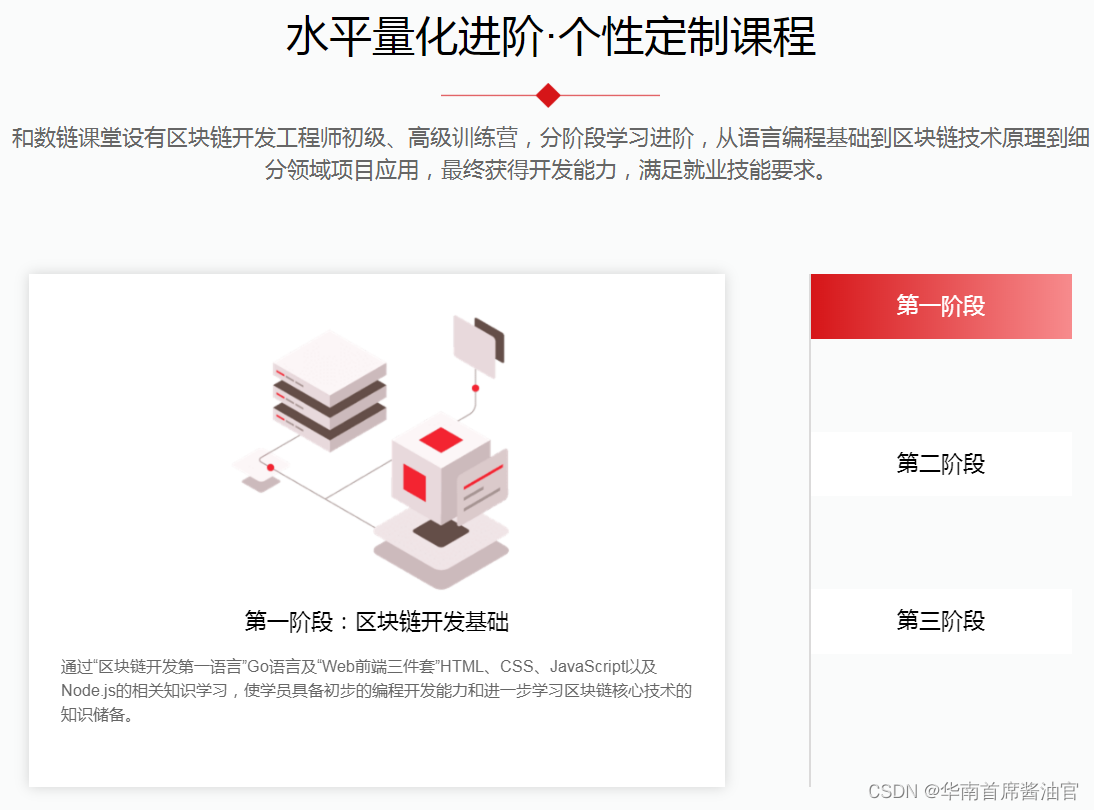 水平量化进阶·个性定制课程
和数链课堂设有区块链开发工程师初级、高级训练营，分阶段学习进阶，从语言编程基础到区块链技术原理到细
分领域项目应用，最终获得开发能力，满足就业技能要求。
第一阶段
第二阶段
第三阶段
第一阶段：区块链开发基础
通过“区块链开发第一语言”Go语言及“Web前端三件套”HTML、CSS、JavaScript以及
Node.js的相关知识学习，使学员具备初步的编程开发能力和进一步学习区块链核心技术的
知识储备。
CSDN @华南首席酱油官